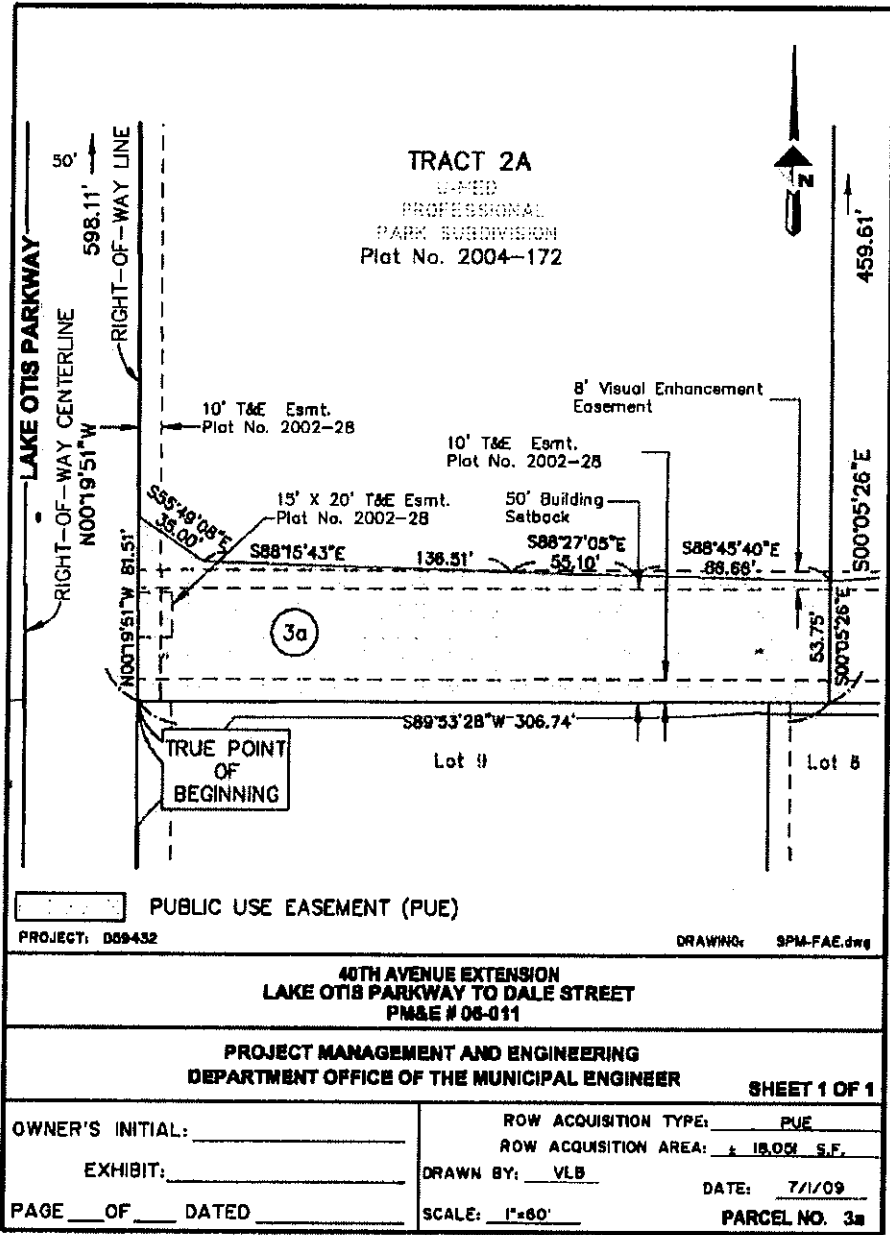 50'
598.11'
RIGHT-OF-WAY LINE
LAKE OTIS PARKWAY
RIGHT-OF-WAY CENTERLINE
N00°19'51"W
TRACT 2A
U-MED
PROFESSIONAL
PARK SUBDIVISION
Plat No. 2004-172
N
459.61'
S00°05'26"E
10' T&E Esmt.
Plat No. 2002-28
8' Visual Enhancement
Easement
10' T&E Esmt.
Plat No. 2002-28
15' X 20' T&E Esmt.
Plat No. 2002-28
50' Building
Setback
S55°49'08"E
35.00'
S88°15'43"E 136.51'
S88°27'05"E
55.10'
S88°45'40"E
88.68'
N00°19'51"W 81.51'
3a
53.75'
S00°05'26"E
S89°53'28"W 306.74'
TRUE POINT
OF
BEGINNING
Lot 9
Lot 8
PUBLIC USE EASEMENT (PUE)
PROJECT: D59432
DRAWING: SPM-FAE.dwg
40TH AVENUE EXTENSION
LAKE OTIS PARKWAY TO DALE STREET
PM&E # 06-011
PROJECT MANAGEMENT AND ENGINEERING
DEPARTMENT OFFICE OF THE MUNICIPAL ENGINEER
SHEET 1 OF 1
OWNER'S INITIAL:
EXHIBIT:
PAGE OF DATED
ROW ACQUISITION TYPE: PUE
ROW ACQUISITION AREA: ± 18,051 S.F.
DRAWN BY: VLB
DATE: 7/1/09
SCALE: 1"=60'
PARCEL NO. 3a